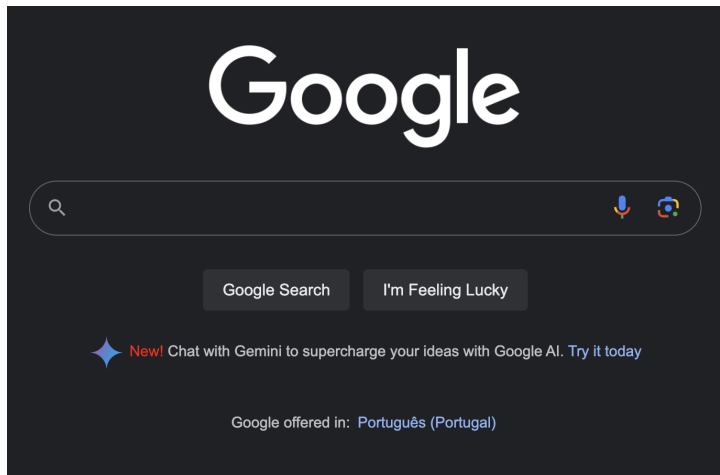 Google
Google Search I'm Feeling Lucky
New! Chat with Gemini to supercharge your ideas with Google AI. Try it today
Google offered in: Português (Portugal)